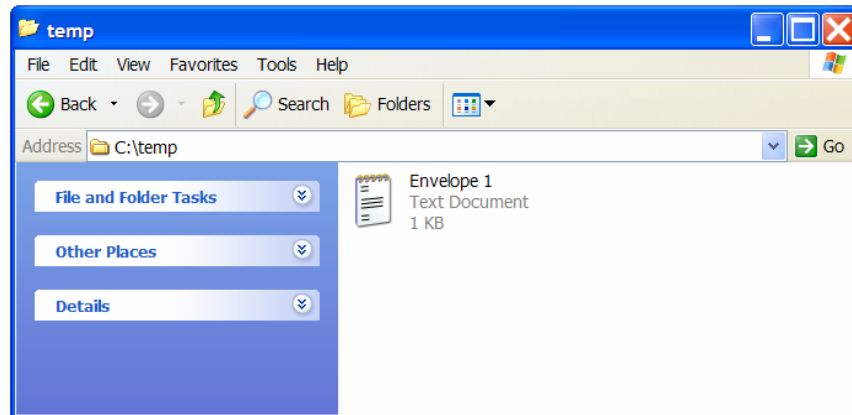 temp
File Edit View Favorites Tools Help
Back Search Folders
Address C:\temp Go
File and Folder Tasks
Other Places
Details
Envelope 1
Text Document
1 KB